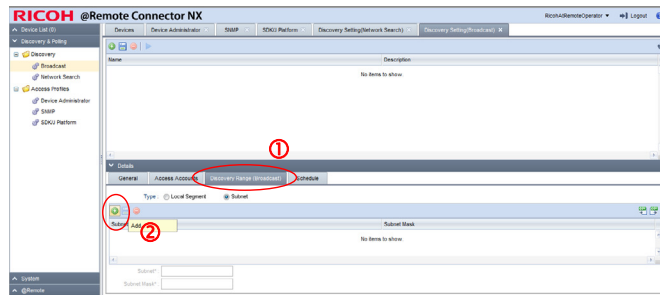 RICOH @Remote Connector NX
RicohAdRemoteOperator Logout
Device List (0)
Devices Device Administrator SNMP SDK/J Platform Discovery Setting(Network Search) Discovery Setting(Broadcast)
Discovery & Polling
Discovery
Broadcast
Network Search
Access Profiles
Device Administrator
SNMP
SDK/J Platform
System
@Remote
Name Description
No items to show.
①
Details
General Access Accounts Discovery Range (Broadcast) Schedule
Type : Local Segment Subnet
Add
②
Subnet Mask
No items to show.
Subnet* :
Subnet Mask* :